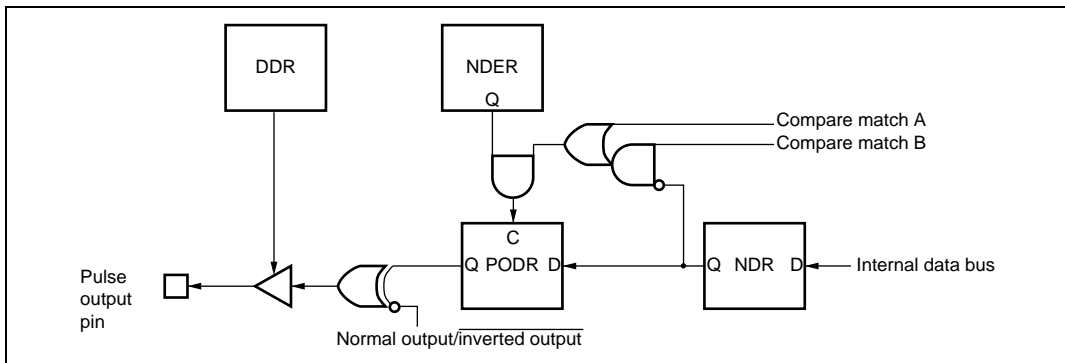 DDR
NDER
Q
Compare match A
Compare match B
C
Q PODR D
Q NDR D
Internal data bus
Pulse
output
pin
Normal output/inverted output